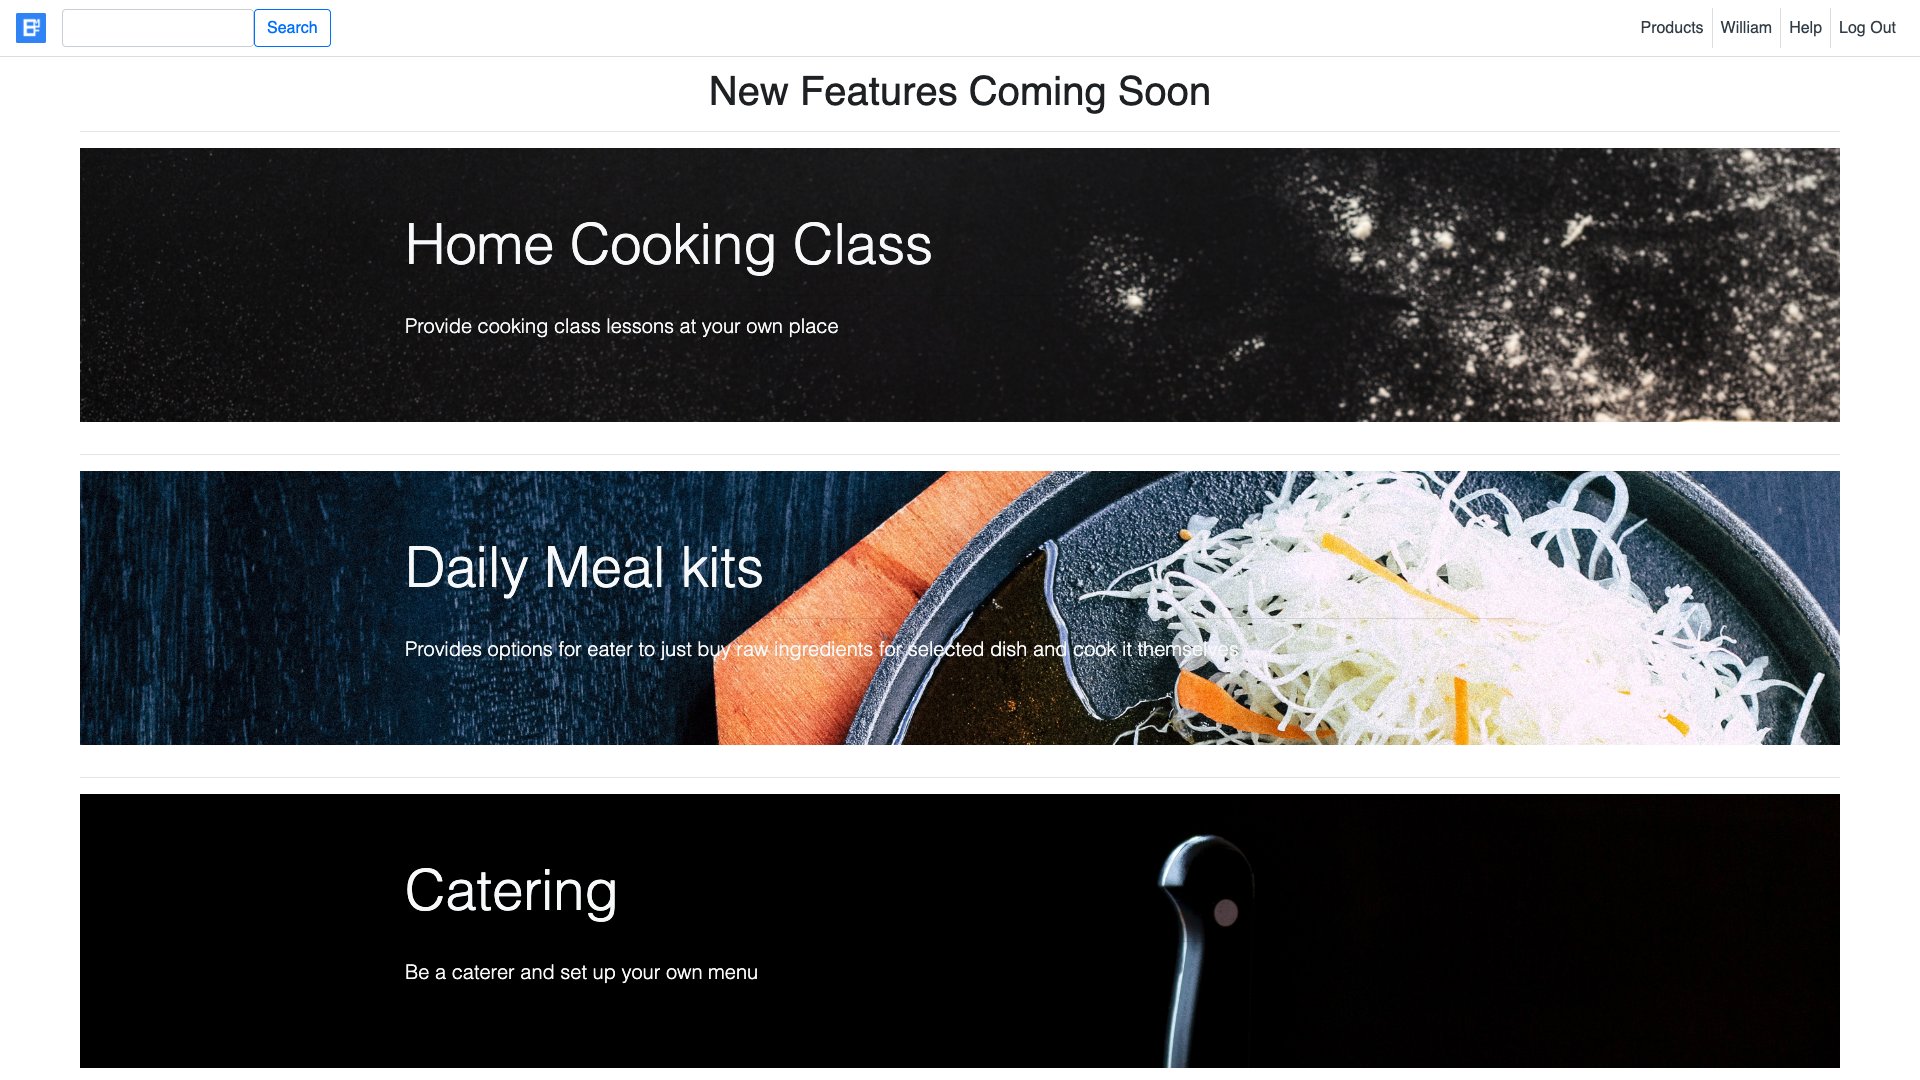 Search
Products
William
Help
Log Out
New Features Coming Soon
Home Cooking Class
Provide cooking class lessons at your own place
Daily Meal kits
Provides options for eater to just buy raw ingredients for selected dish and cook it themselves
Catering
Be a caterer and set up your own menu